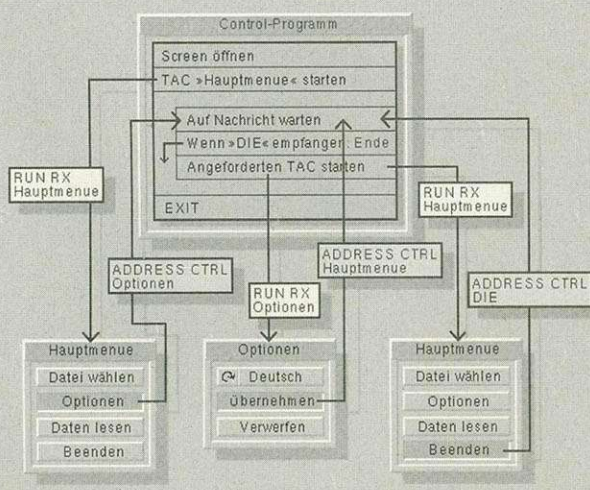 Control-Programm
Screen öffnen
TAC »Hauptmenue« starten
Auf Nachricht warten
Wenn »DIE« empfangen: Ende
Angeforderten TAC starten
EXIT
RUN RX
Hauptmenue
ADDRESS CTRL
Optionen
RUN RX
Optionen
ADDRESS CTRL
Hauptmenue
RUN RX
Hauptmenue
ADDRESS CTRL
DIE
Hauptmenue
Datei wählen
Optionen
Daten lesen
Beenden
Optionen
Deutsch
übernehmen
Verwerfen
Hauptmenue
Datei wählen
Optionen
Daten lesen
Beenden